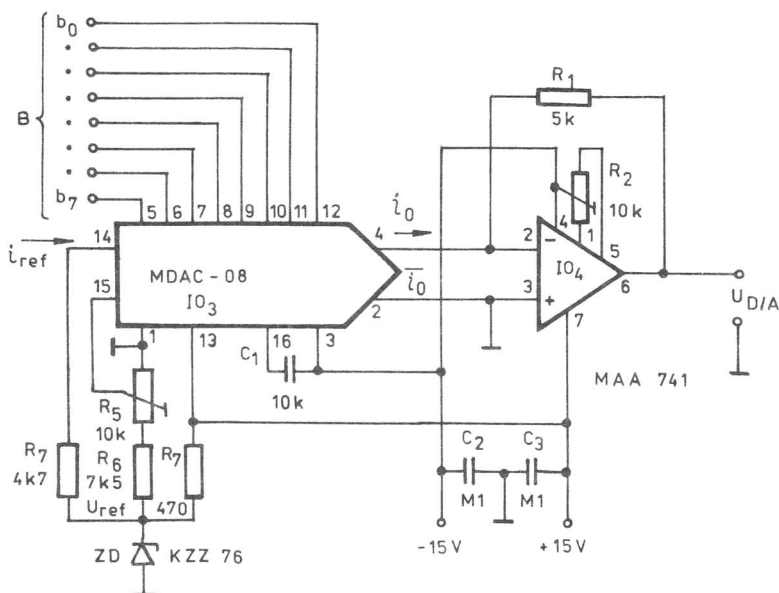 b0
B
b7
5 6 7 8 9 10 11 12
R1
5k
R2
10k
i0
4
1
5
iref
14
4
2
−
IO4
6
MDAC - 08
15
IO3
i0
2
3
+
7
UD/A
1
13
C1
16
3
10k
MAA 741
R5
10k
R7
4k7
R6
7k5
R7
470
C2
M1
C3
M1
Uref
-15V
+15V
ZD
KZZ 76